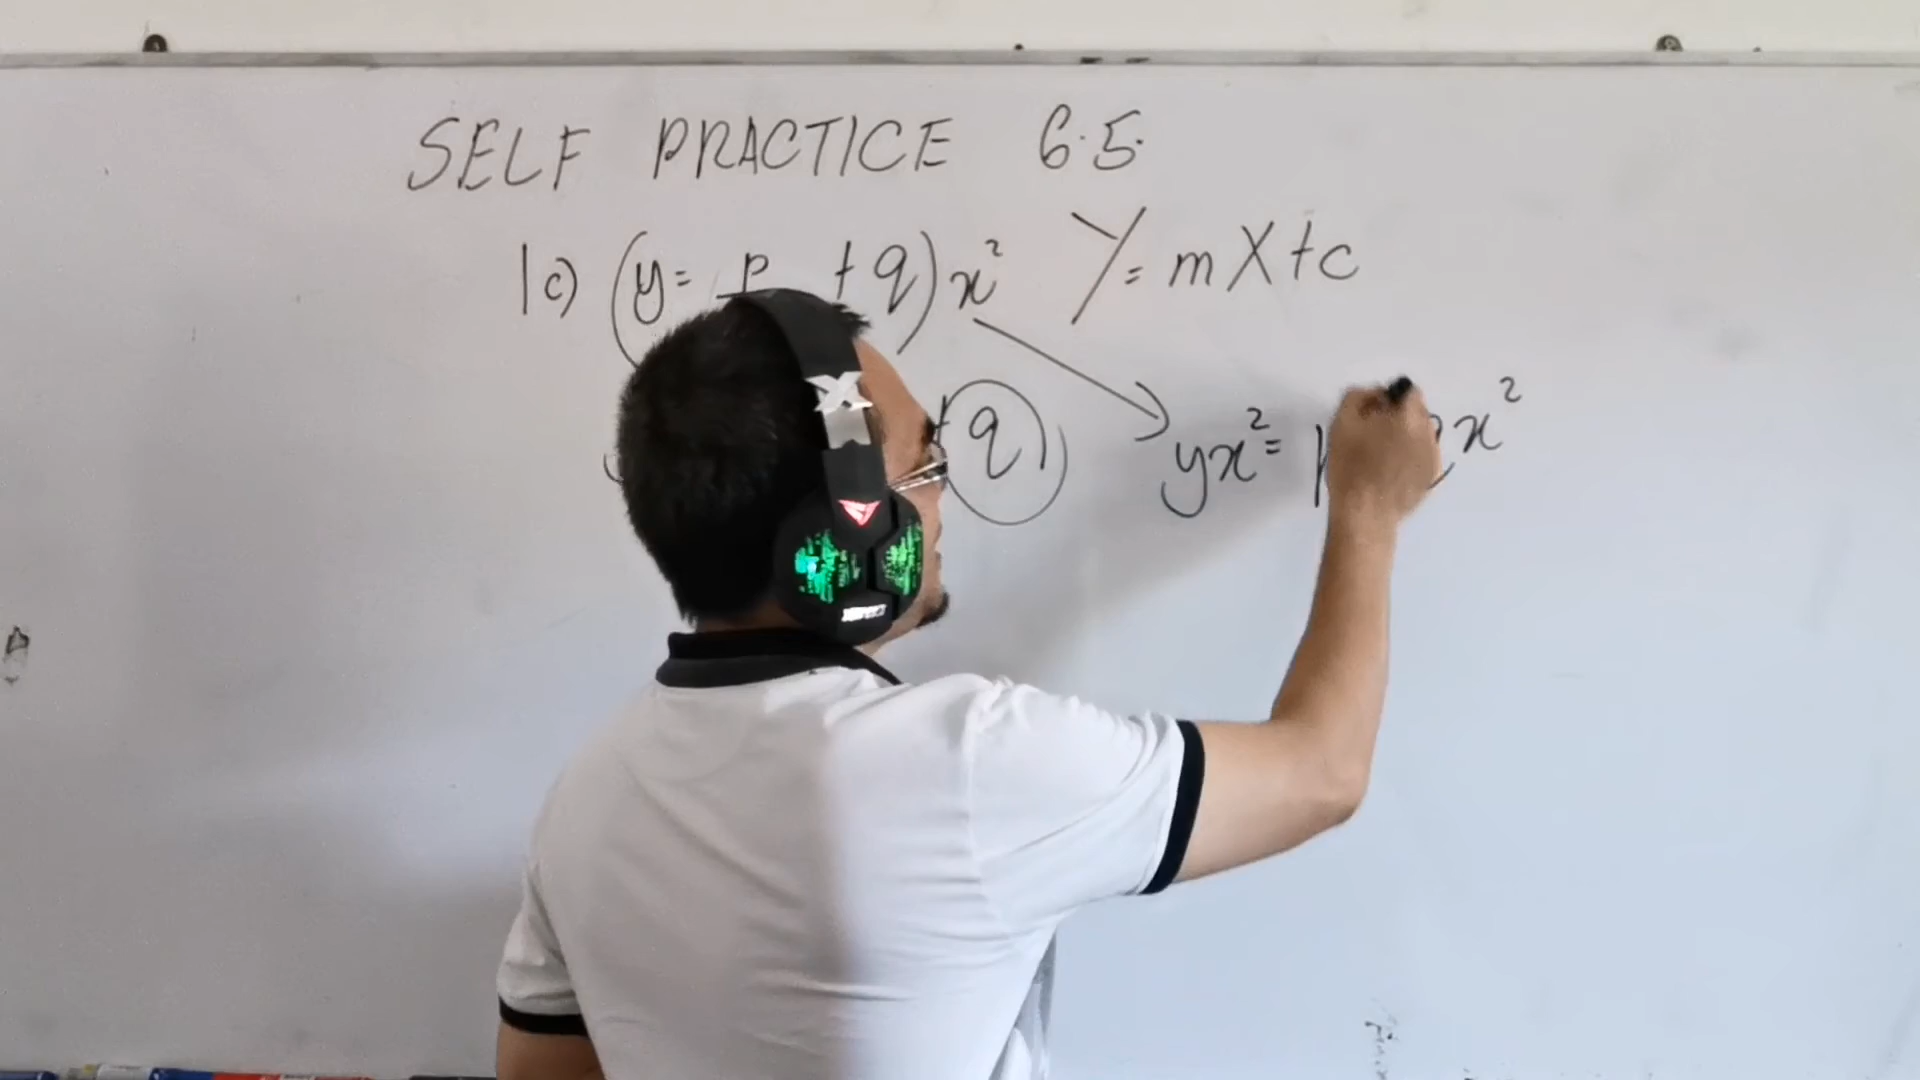 SELF PRACTICE 6.5.
1c) (y = p + q) x² Y = mX + c
+ q) yx² = p x²